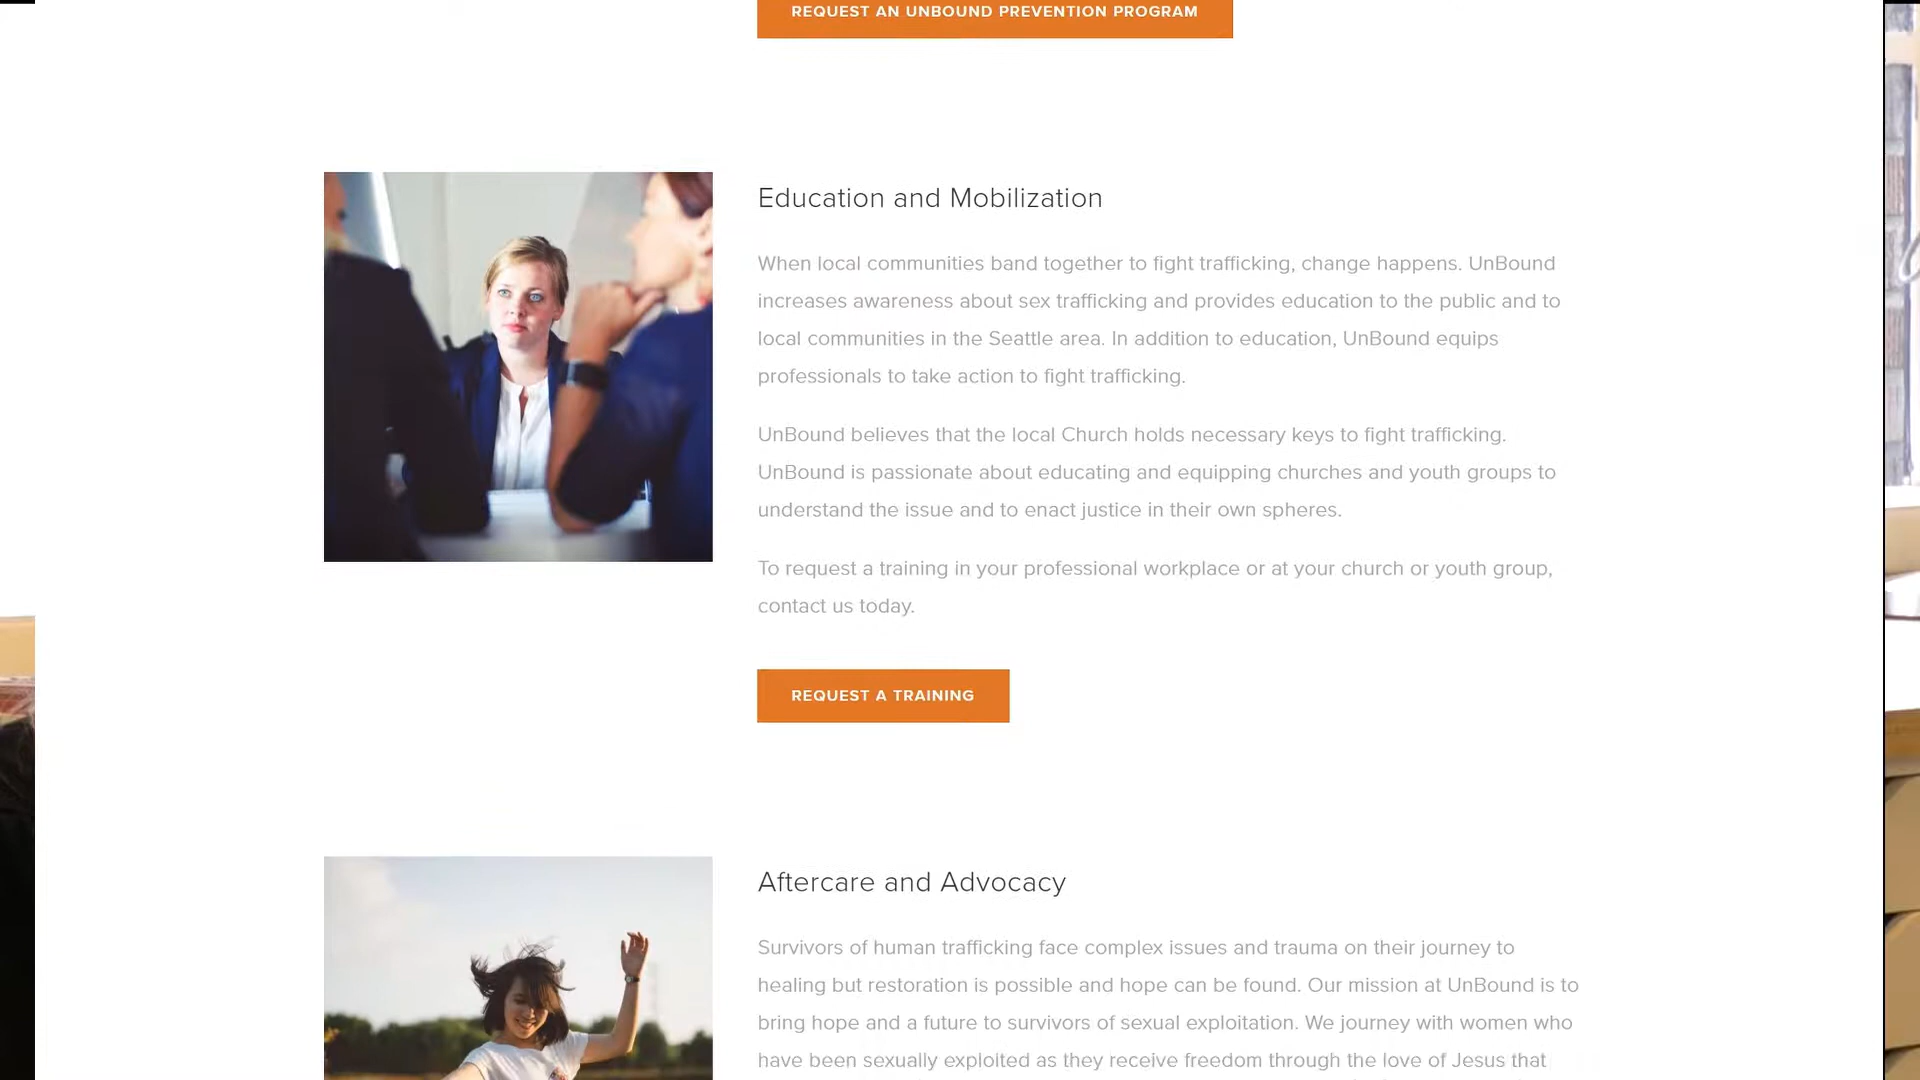 REQUEST AN UNBOUND PREVENTION PROGRAM
Education and Mobilization
When local communities band together to fight trafficking, change happens. UnBound
increases awareness about sex trafficking and provides education to the public and to
local communities in the Seattle area. In addition to education, UnBound equips
professionals to take action to fight trafficking.
UnBound believes that the local Church holds necessary keys to fight trafficking.
UnBound is passionate about educating and equipping churches and youth groups to
understand the issue and to enact justice in their own spheres.
To request a training in your professional workplace or at your church or youth group,
contact us today.
REQUEST A TRAINING
Aftercare and Advocacy
Survivors of human trafficking face complex issues and trauma on their journey to
healing but restoration is possible and hope can be found. Our mission at UnBound is to
bring hope and a future to survivors of sexual exploitation. We journey with women who
have been sexually exploited as they receive freedom through the love of Jesus that